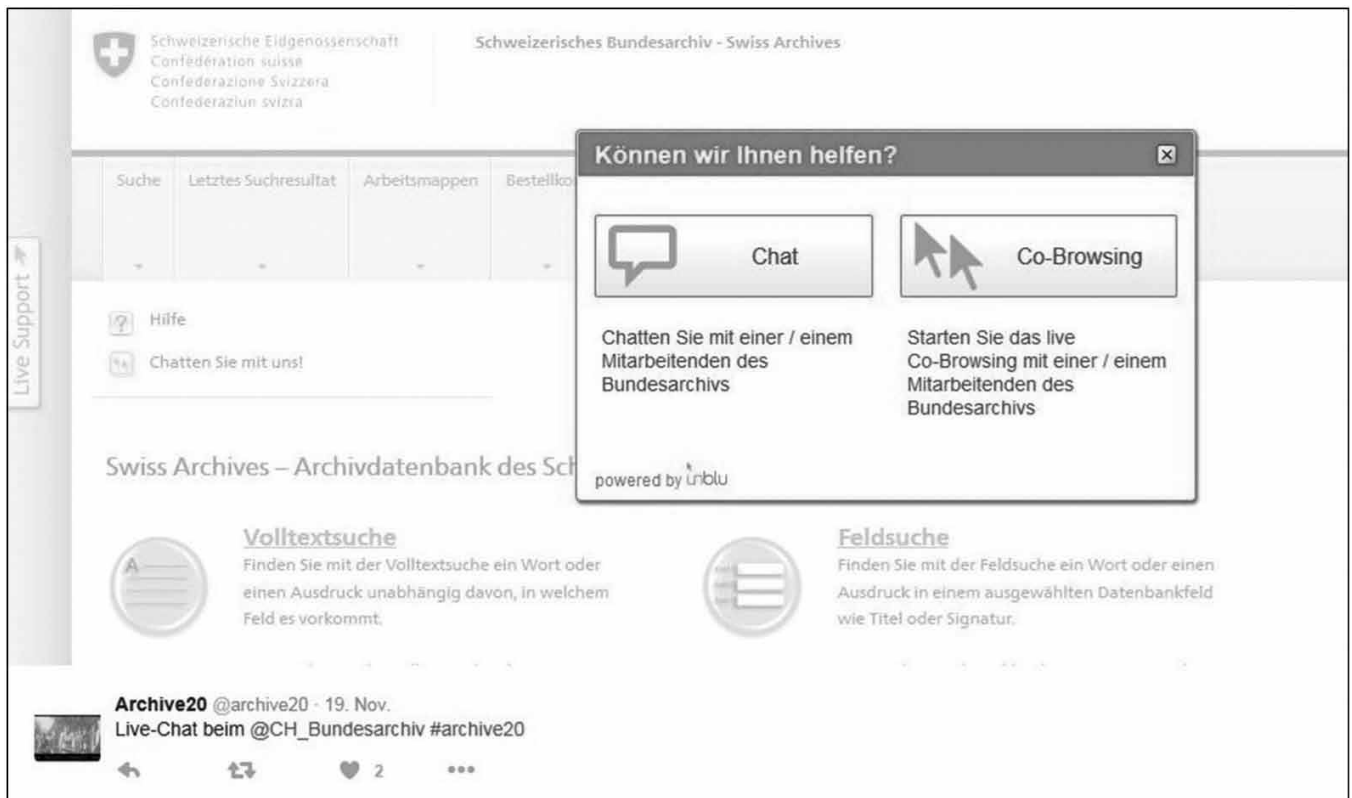 Schweizerische Eidgenossenschaft
Confédération suisse
Confederazione Svizzera
Confederaziun svizra
Schweizerisches Bundesarchiv - Swiss Archives
Suche
Letztes Suchresultat
Arbeitsmappen
Live Support
Hilfe
Chatten Sie mit uns!
Können wir Ihnen helfen?
Chat
Co-Browsing
Chatten Sie mit einer / einem
Mitarbeitenden des
Bundesarchivs
Starten Sie das live
Co-Browsing mit einer / einem
Mitarbeitenden des
Bundesarchivs
powered by unblu
Swiss Archives – Archivdatenbank des Sch
Volltextsuche
Finden Sie mit der Volltextsuche ein Wort oder
einen Ausdruck unabhängig davon, in welchem
Feld es vorkommt.
Feldsuche
Finden Sie mit der Feldsuche ein Wort oder einen
Ausdruck in einem ausgewählten Datenbankfeld
wie Titel oder Signatur.
Archive20 @archive20 · 19. Nov.
Live-Chat beim @CH_Bundesarchiv #archive20
2